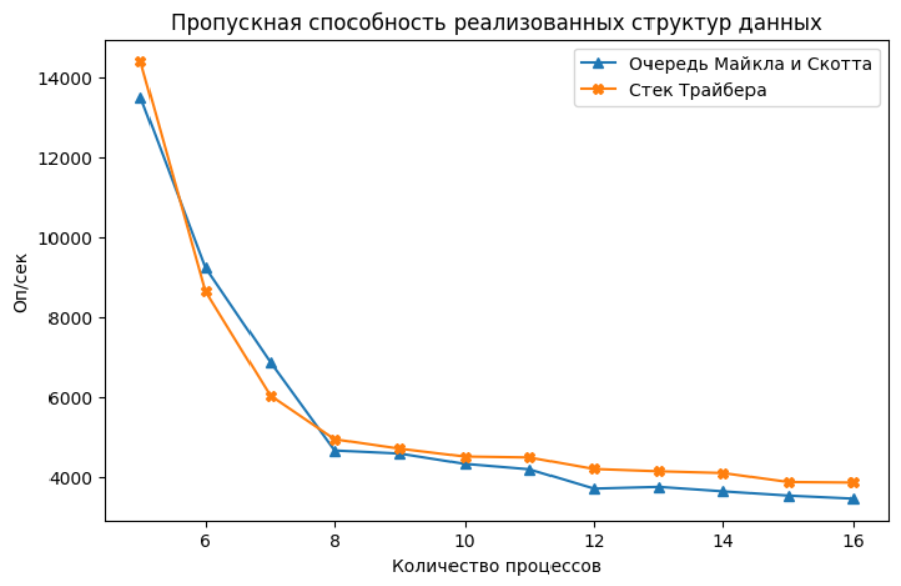 Пропускная способность реализованных структур данных
Очередь Майкла и Скотта
Стек Трайбера
Оп/сек
14000
12000
10000
8000
6000
4000
6
8
10
12
14
16
Количество процессов